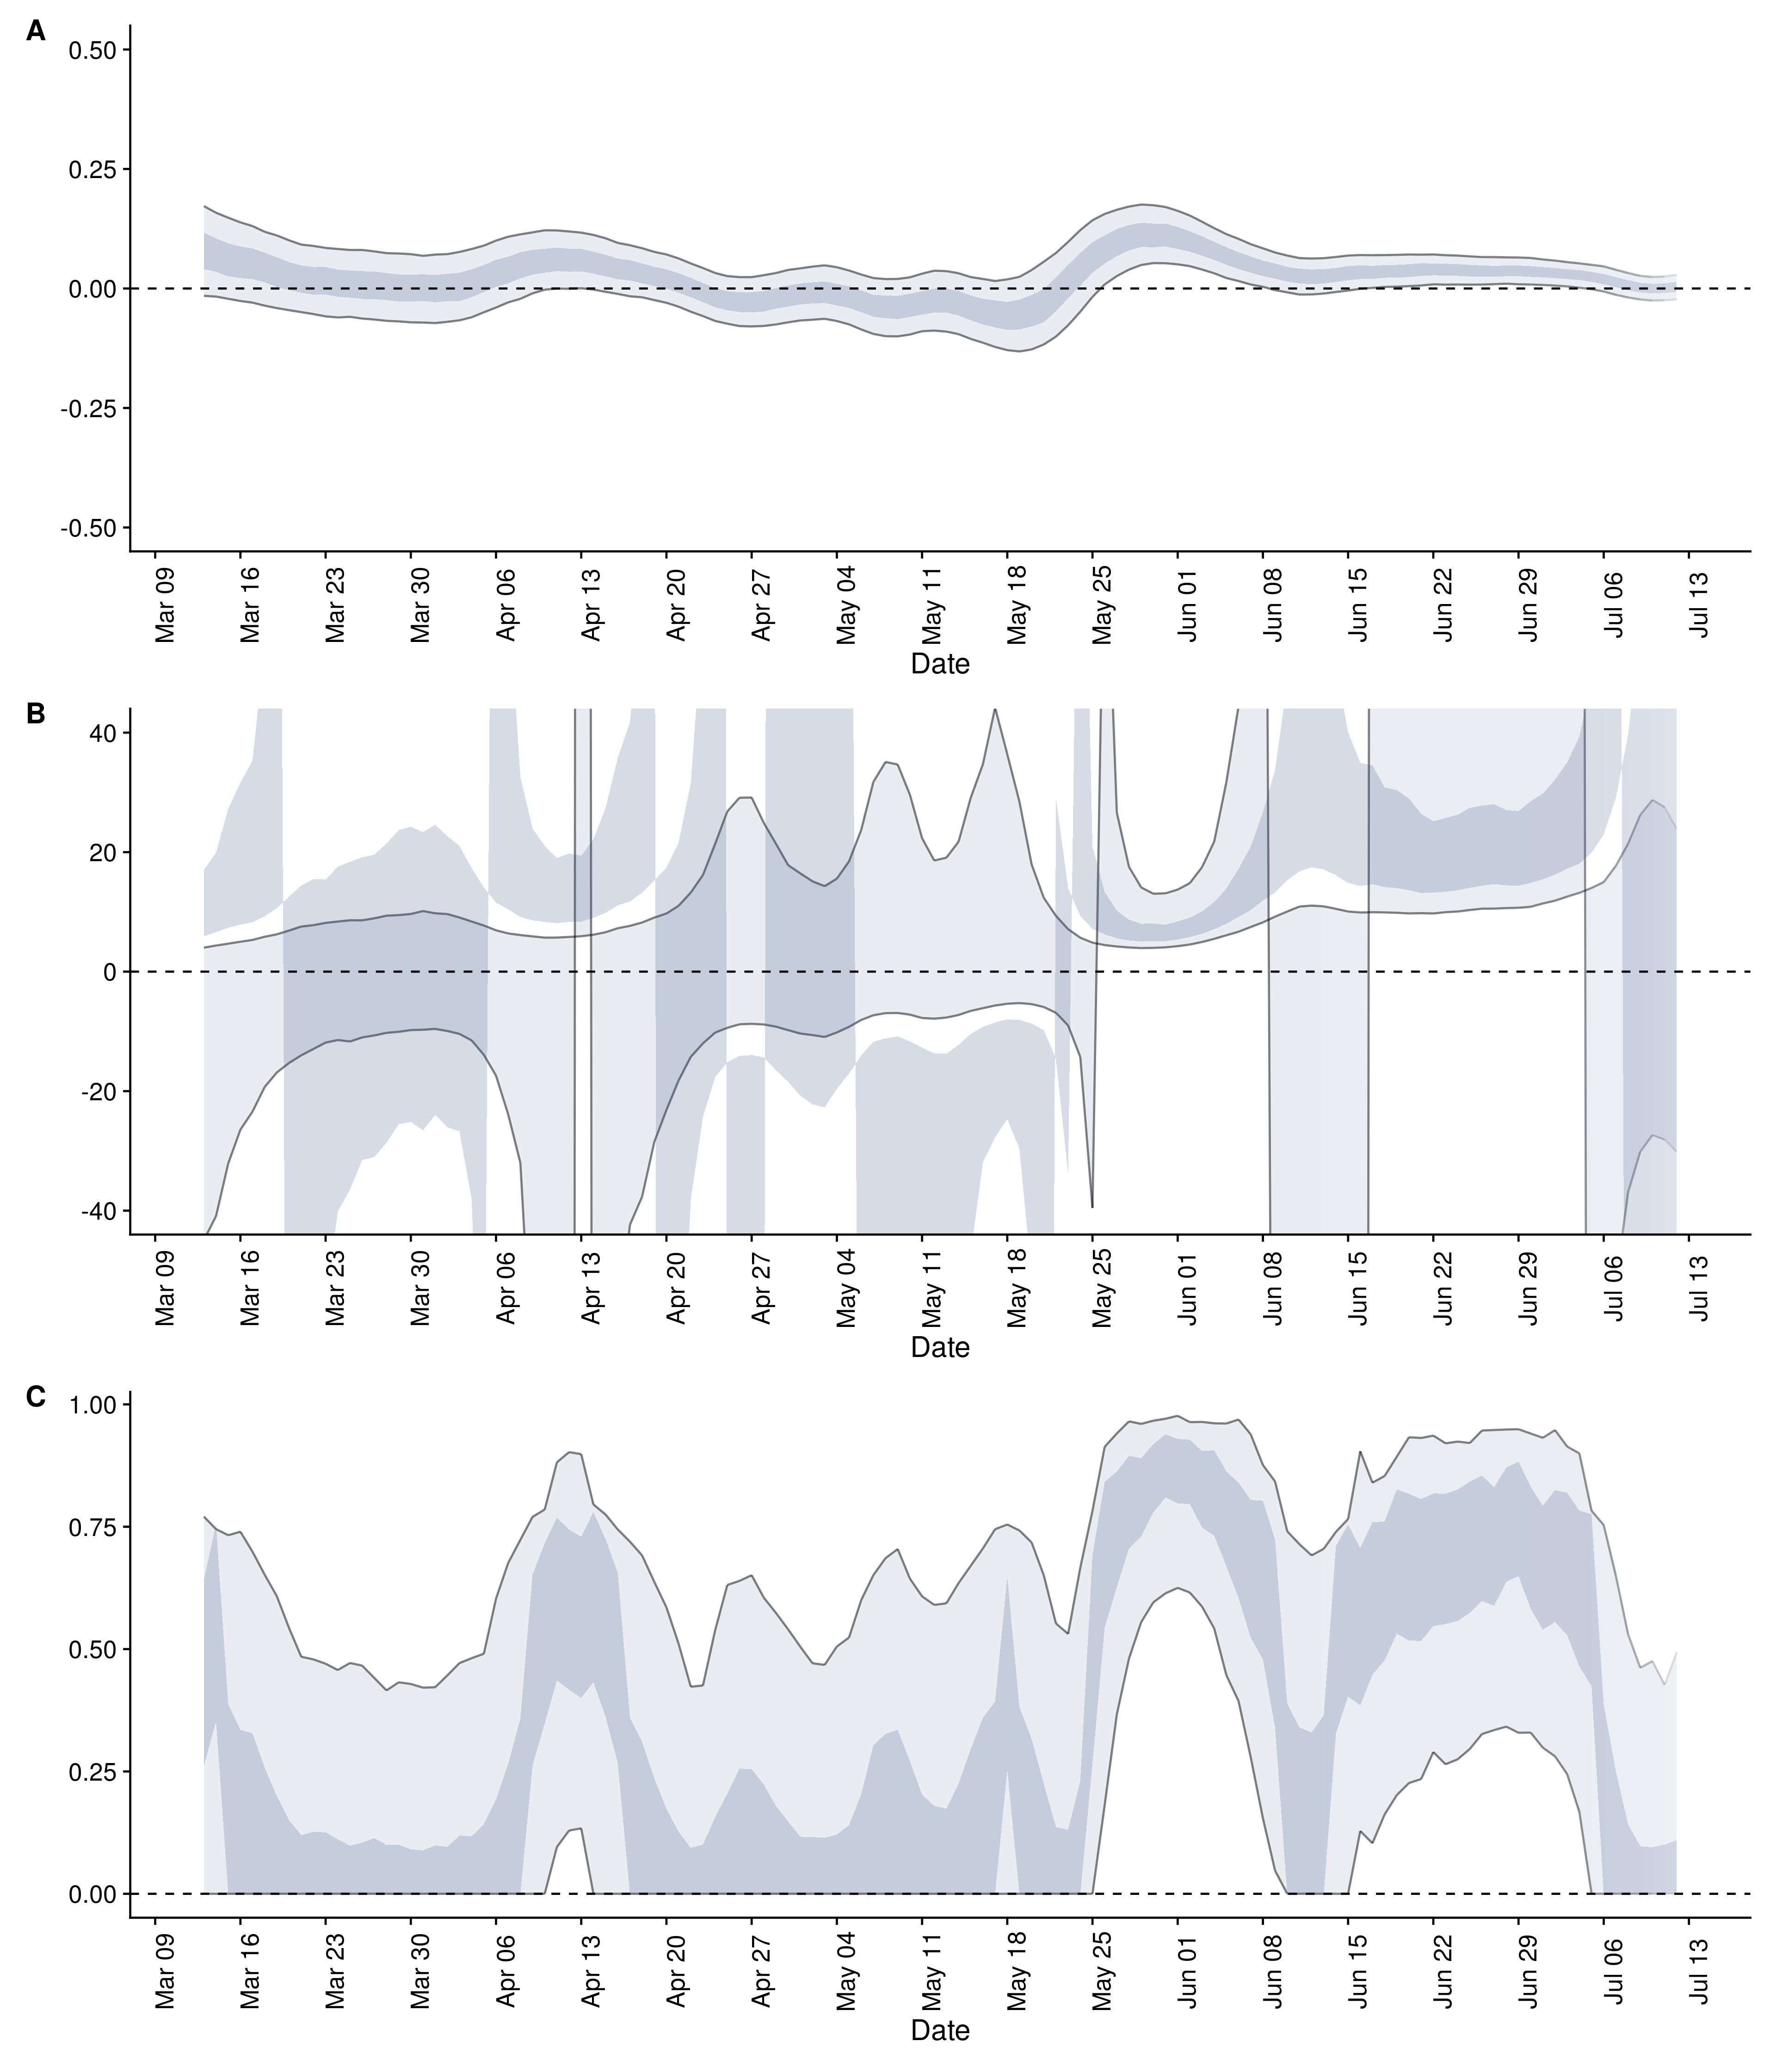 A
0.50
0.25
0.00
-0.25
-0.50
Mar 09
Mar 16
Mar 23
Mar 30
Apr 06
Apr 13
Apr 20
Apr 27
May 04
May 11
May 18
May 25
Jun 01
Jun 08
Jun 15
Jun 22
Jun 29
Jul 06
Jul 13
Date
B
40
20
0
-20
-40
Mar 09
Mar 16
Mar 23
Mar 30
Apr 06
Apr 13
Apr 20
Apr 27
May 04
May 11
May 18
May 25
Jun 01
Jun 08
Jun 15
Jun 22
Jun 29
Jul 06
Jul 13
Date
C
1.00
0.75
0.50
0.25
0.00
Mar 09
Mar 16
Mar 23
Mar 30
Apr 06
Apr 13
Apr 20
Apr 27
May 04
May 11
May 18
May 25
Jun 01
Jun 08
Jun 15
Jun 22
Jun 29
Jul 06
Jul 13
Date